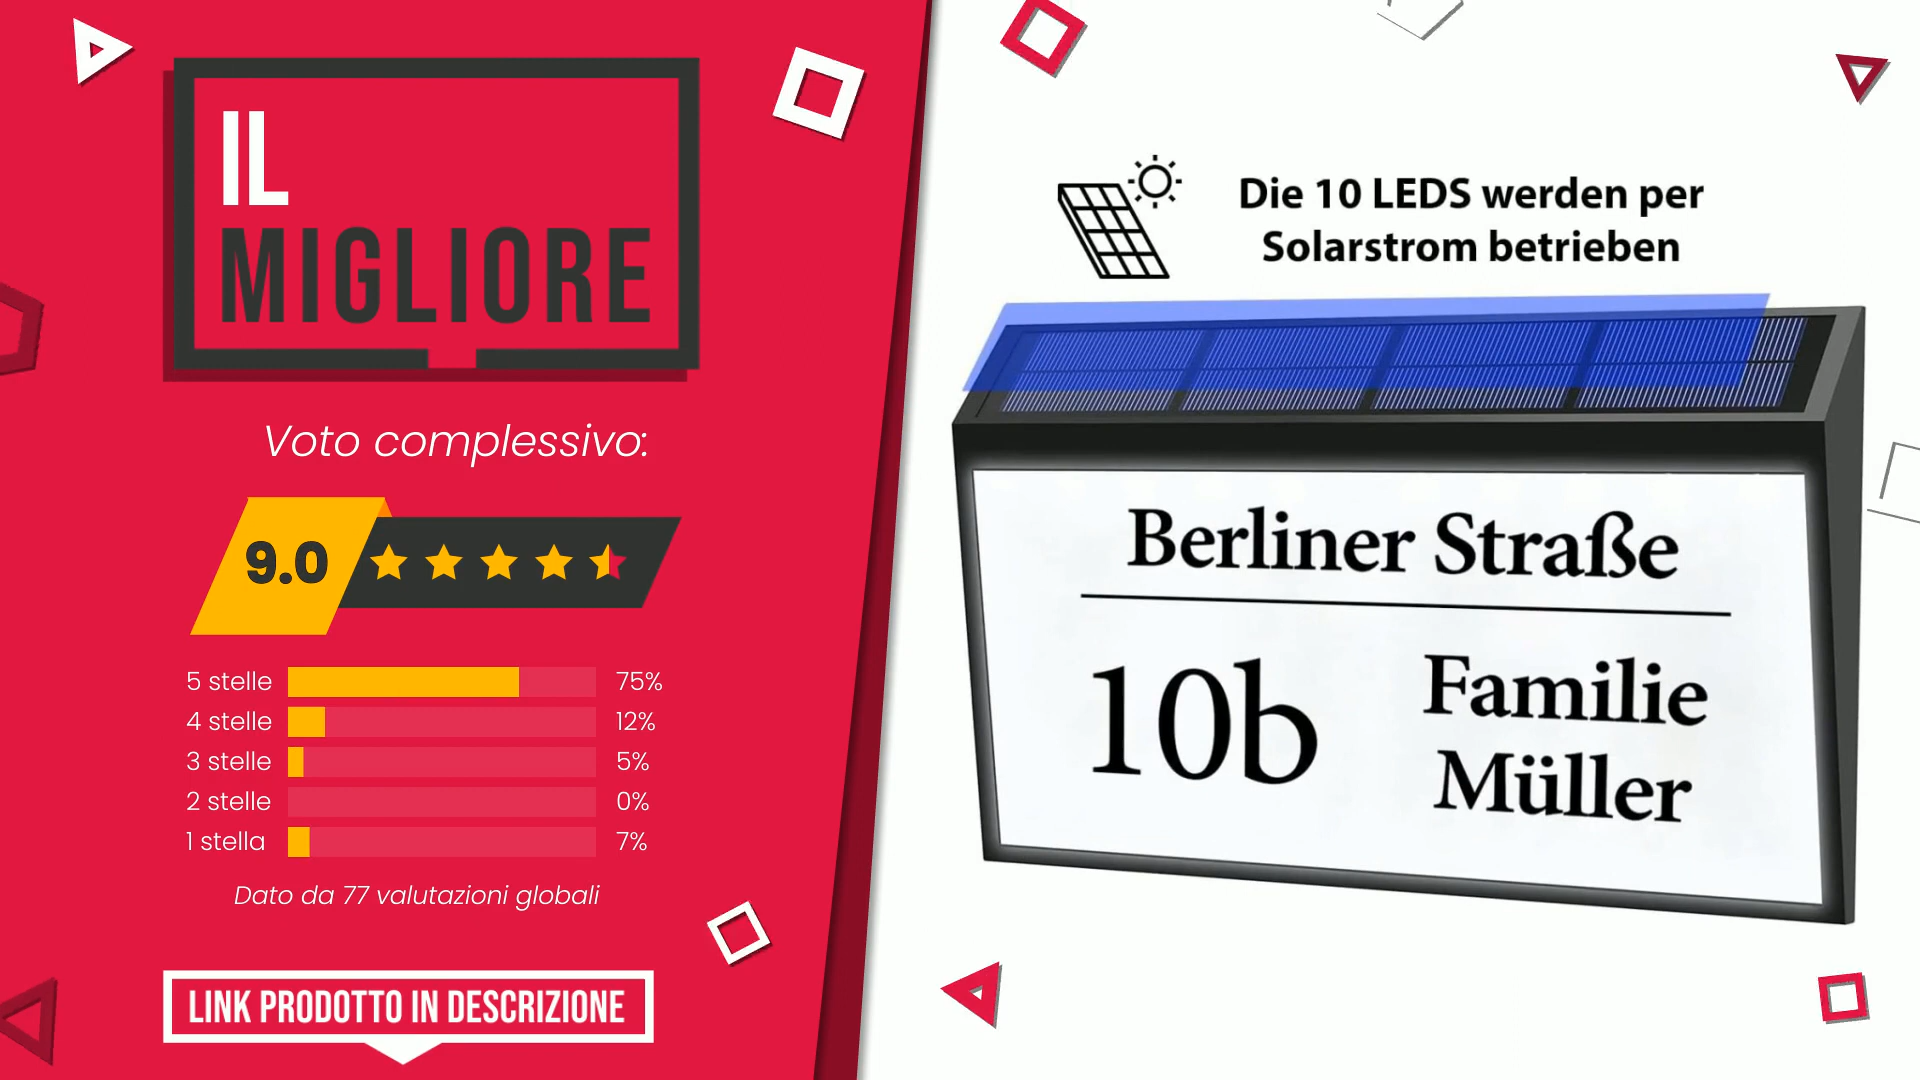 IL
MIGLIORE
Voto complessivo:
9.0
5 stelle 75%
4 stelle 12%
3 stelle 5%
2 stelle 0%
1 stella 7%
Dato da 77 valutazioni globali
LINK PRODOTTO IN DESCRIZIONE
Die 10 LEDS werden per
Solarstrom betrieben
Berliner Straße
10b
Familie
Müller